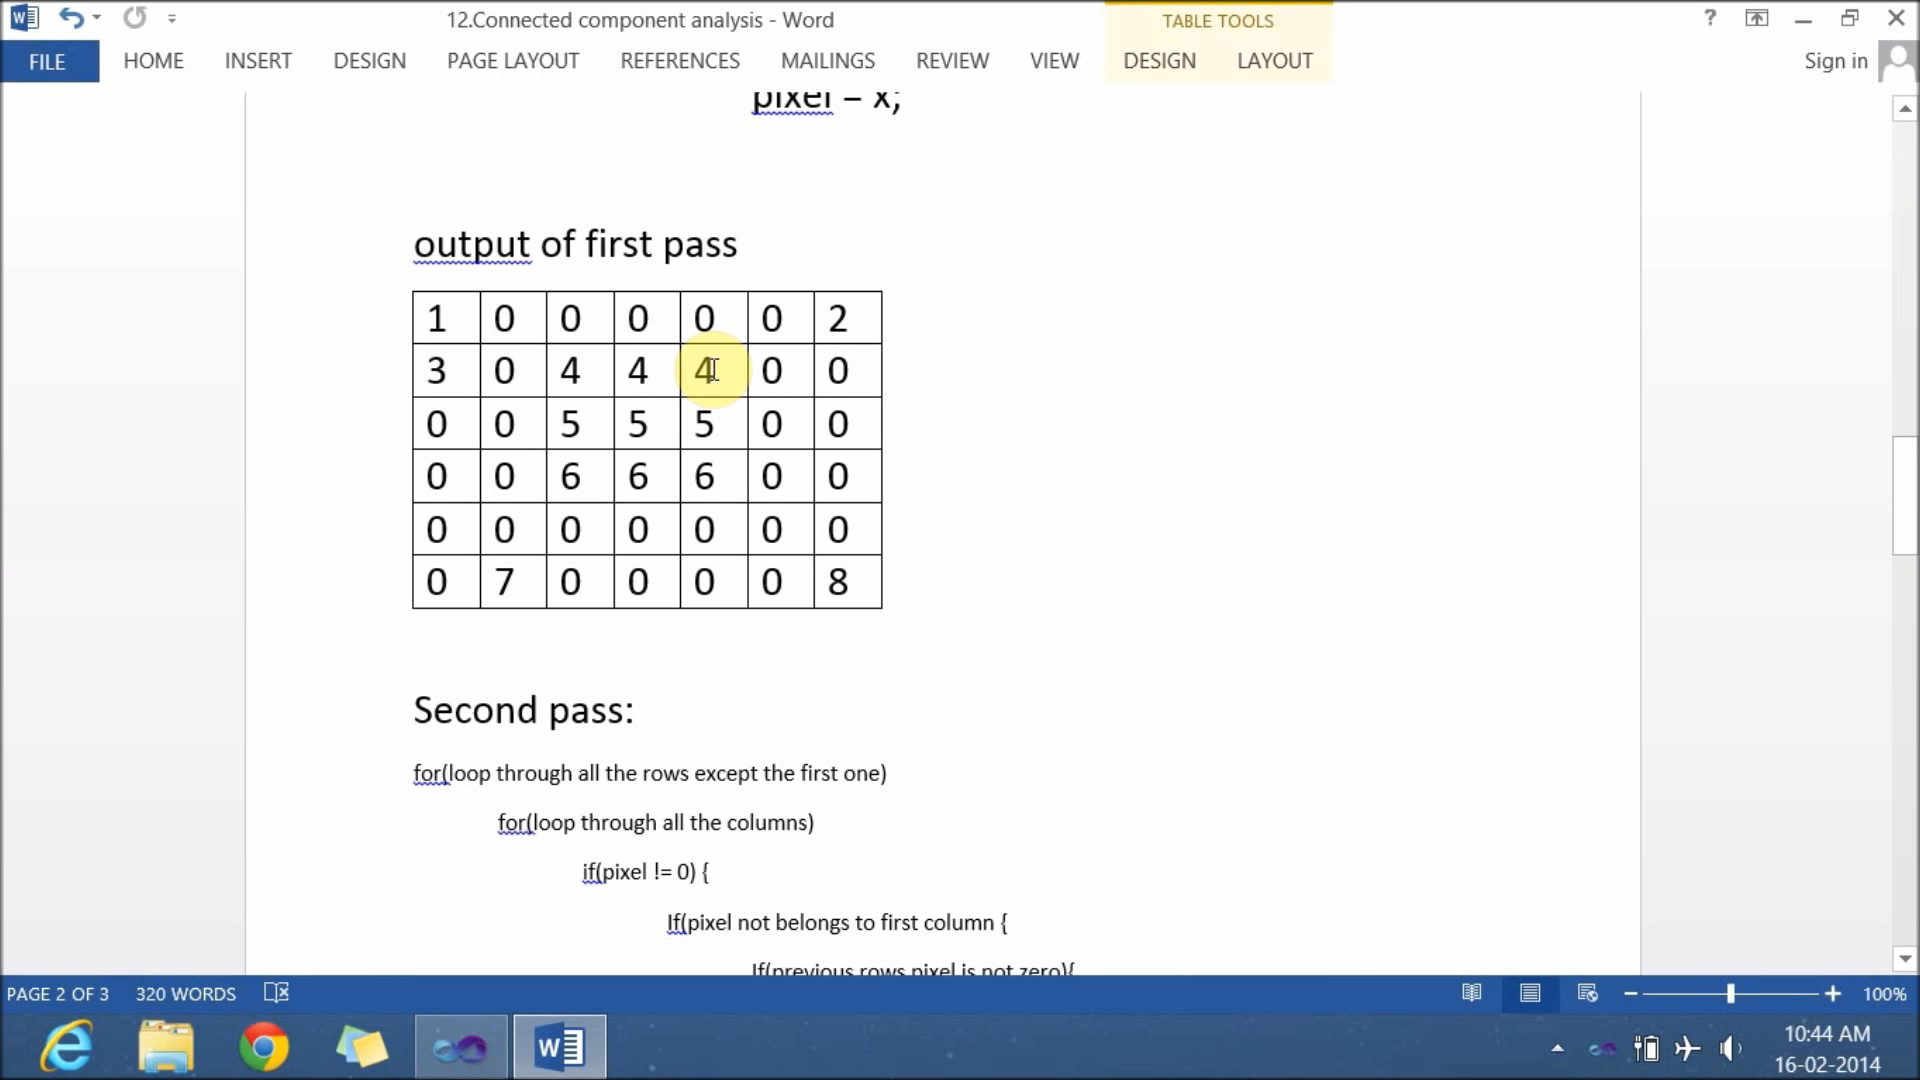 12.Connected component analysis - Word
TABLE TOOLS
?
FILE HOME INSERT DESIGN PAGE LAYOUT REFERENCES MAILINGS REVIEW VIEW DESIGN LAYOUT Sign in
pixel = x;
output of first pass
1 0 0 0 0 0 2
3 0 4 4 4 0 0
0 0 5 5 5 0 0
0 0 6 6 6 0 0
0 0 0 0 0 0 0
0 7 0 0 0 0 8
Second pass:
for(loop through all the rows except the first one)
for(loop through all the columns)
if(pixel != 0) {
If(pixel not belongs to first column {
If(previous rows pixel is not zero){
PAGE 2 OF 3 320 WORDS 100%
10:44 AM
16-02-2014